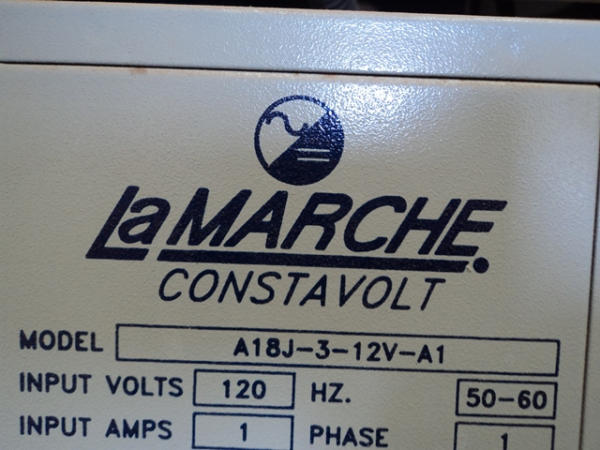 LaMARCHE
CONSTAVOLT
MODEL A18J-3-12V-A1
INPUT VOLTS 120 HZ. 50-60
INPUT AMPS 1 PHASE 1